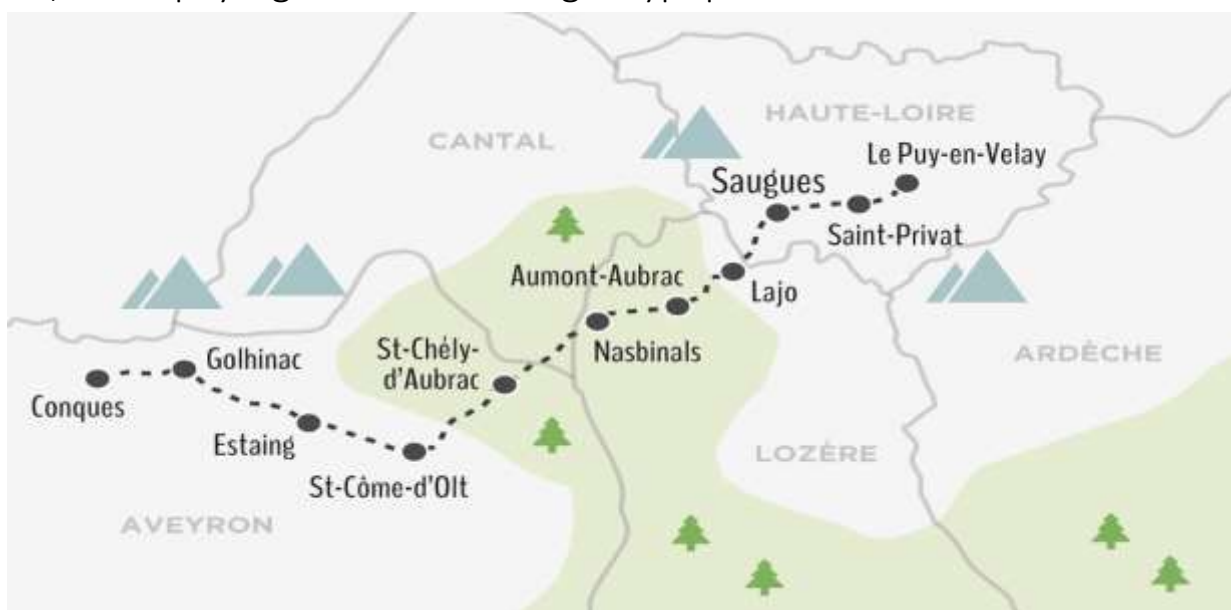 HAUTE-LOIRE
CANTAL
Le Puy-en-Velay
Saugues
Saint-Privat
Aumont-Aubrac
Lajo
Nasbinals
St-Chély-
d'Aubrac
Golhinac
Conques
Estaing
St-Côme-d'Olt
ARDÈCHE
LOZÈRE
AVEYRON